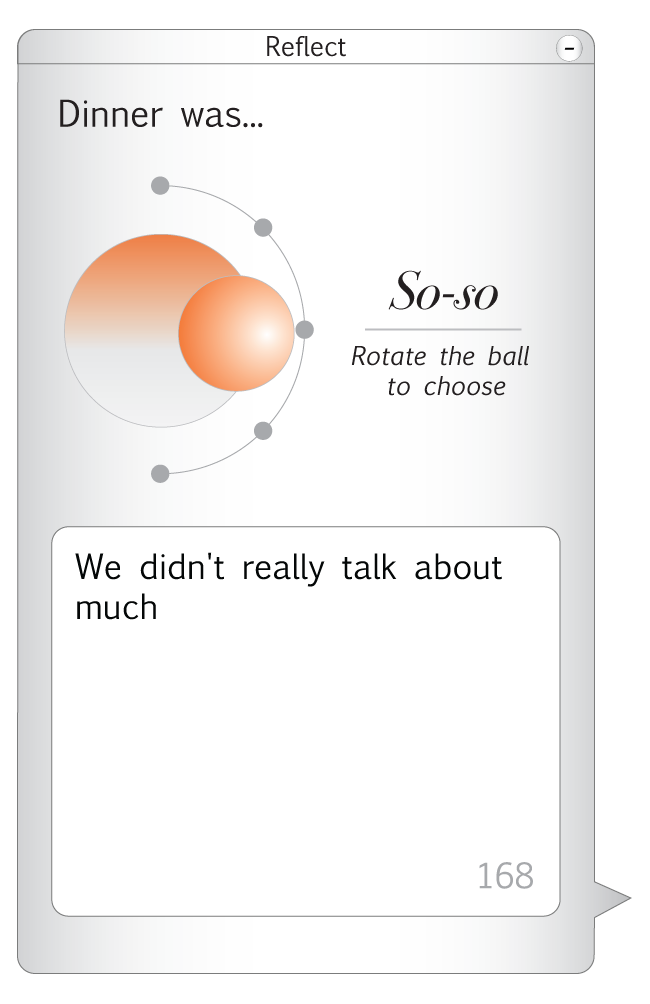 Reflect
-
Dinner was...
So-so
Rotate the ball
to choose
We didn't really talk about
much
168